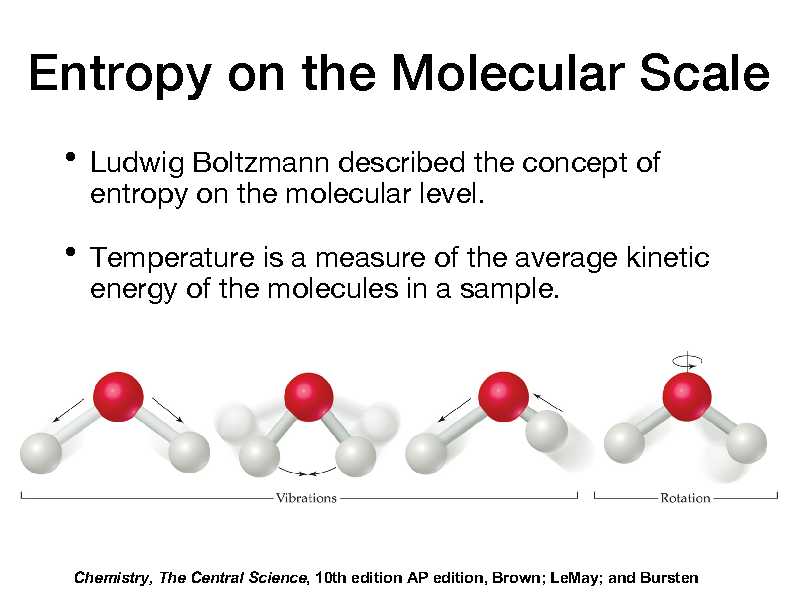 Entropy on the Molecular Scale
• Ludwig Boltzmann described the concept of
entropy on the molecular level.
• Temperature is a measure of the average kinetic
energy of the molecules in a sample.
Vibrations
Rotation
Chemistry, The Central Science, 10th edition AP edition, Brown; LeMay; and Bursten